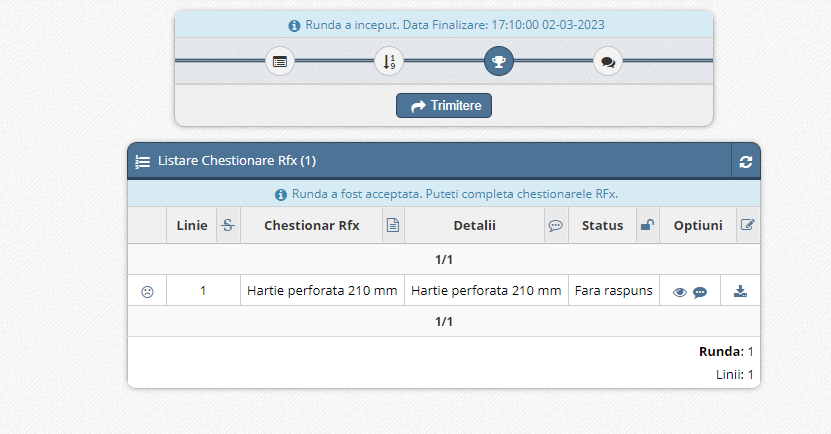 Runda a inceput. Data Finalizare: 17:10:00 02-03-2023
Trimitere
Listare Chestionare Rfx (1)
Runda a fost acceptata. Puteti completa chestionarele RFx.
Linie Chestionar Rfx Detalii Status Optiuni
1/1
1 Hartie perforata 210 mm Hartie perforata 210 mm Fara raspuns
1/1
Runda: 1
Linii: 1